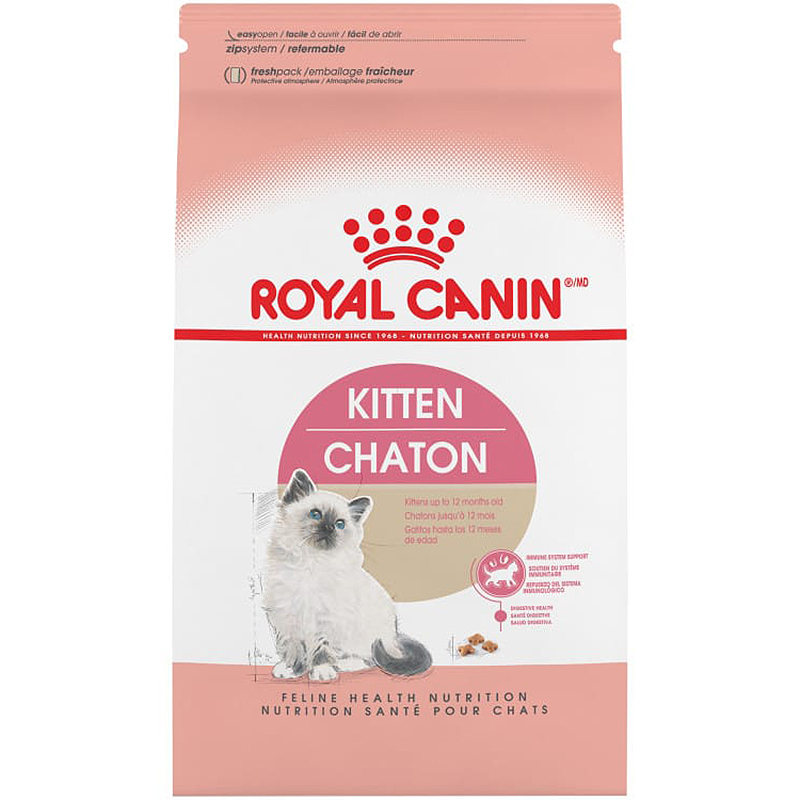 easyopen / facile à ouvrir / fácil de abrir
zipsystem / refermable
freshpack / emballage fraîcheur
Protective atmosphere / Atmosphère protectrice
ROYAL CANIN ®/MD
HEALTH NUTRITION SINCE 1968 - NUTRITION SANTÉ DEPUIS 1968
KITTEN
CHATON
Kittens up to 12 months old
Chatons jusqu'à 12 mois
Gatitos hasta los 12 meses
de edad
IMMUNE SYSTEM SUPPORT
SOUTIEN DU SYSTÈME
IMMUNITAIRE
REFUERZO DEL SISTEMA
INMUNOLÓGICO
DIGESTIVE HEALTH
SANTÉ DIGESTIVE
SALUD DIGESTIVA
FELINE HEALTH NUTRITION
NUTRITION SANTÉ POUR CHATS